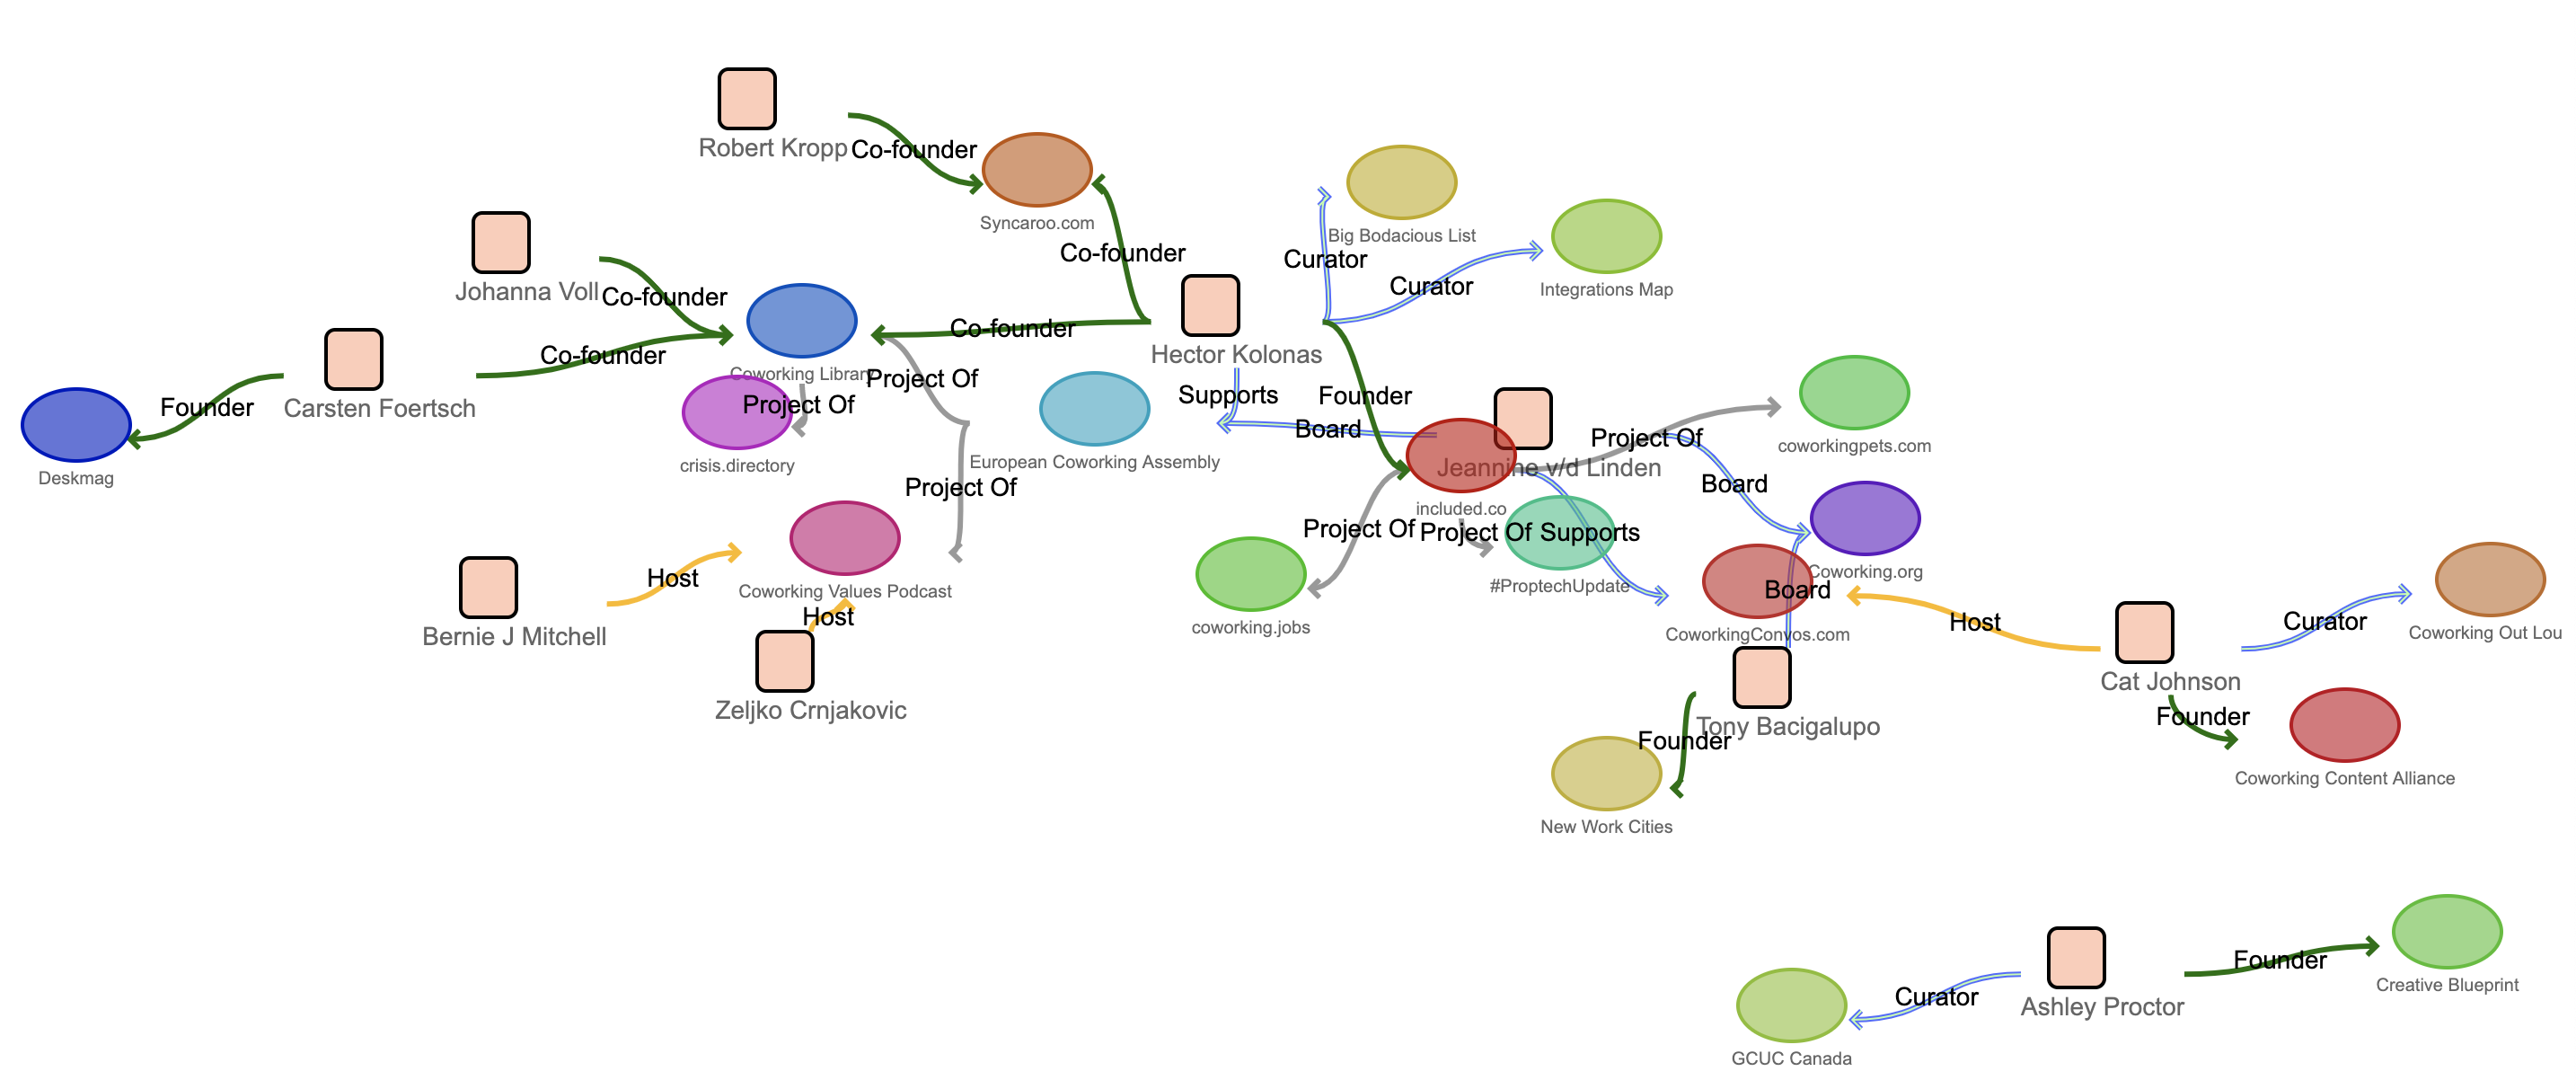 Robert Kropp
Co-founder
Syncaroo.com
Big Bodacious List
Curator
Integrations Map
Curator
Co-founder
Johanna Voll
Co-founder
Co-founder
Hector Kolonas
Co-founder
Carsten Foertsch
Founder
Deskmag
Coworking Library
Project Of
Project Of
crisis.directory
Supports
Founder
Board
European Coworking Assembly
Project Of
Jeannine v/d Linden
Project Of
coworkingpets.com
Board
included.co
Project Of
Project Of
Supports
#ProptechUpdate
coworking.jobs
Coworking.org
Board
CoworkingConvos.com
Host
Coworking Values Podcast
Host
Bernie J Mitchell
Host
Zeljko Crnjakovic
Cat Johnson
Curator
Coworking Out Lou
Founder
Coworking Content Alliance
Tony Bacigalupo
Founder
New Work Cities
Founder
Creative Blueprint
Curator
Ashley Proctor
GCUC Canada